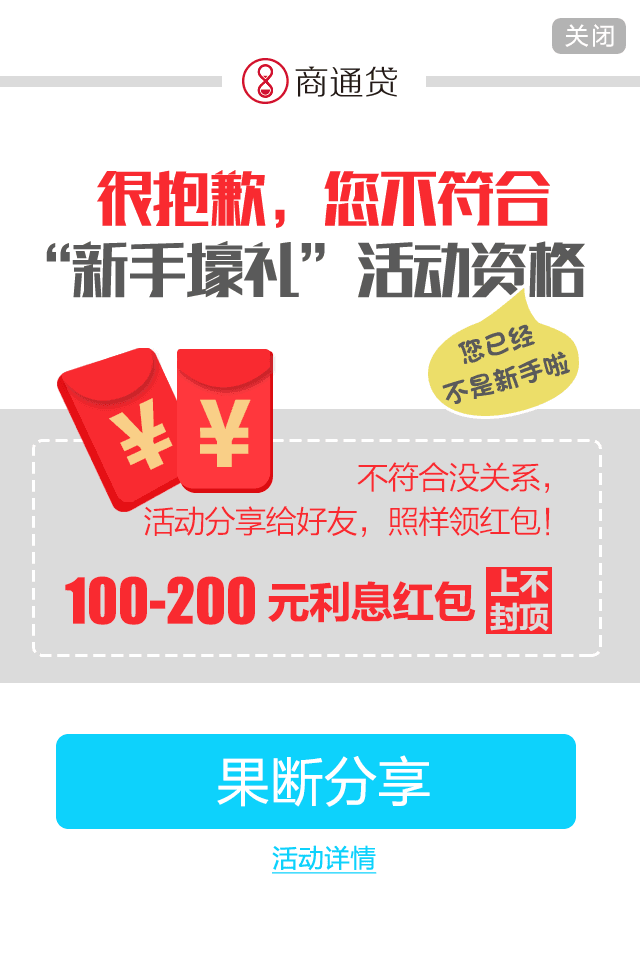 关闭
商通贷
很抱歉，您不符合
“新手壕礼”活动资格
您已经
不是新手啦
¥ ¥
不符合没关系，
活动分享给好友，照样领红包！
100-200 元利息红包 上不
封顶
果断分享
活动详情